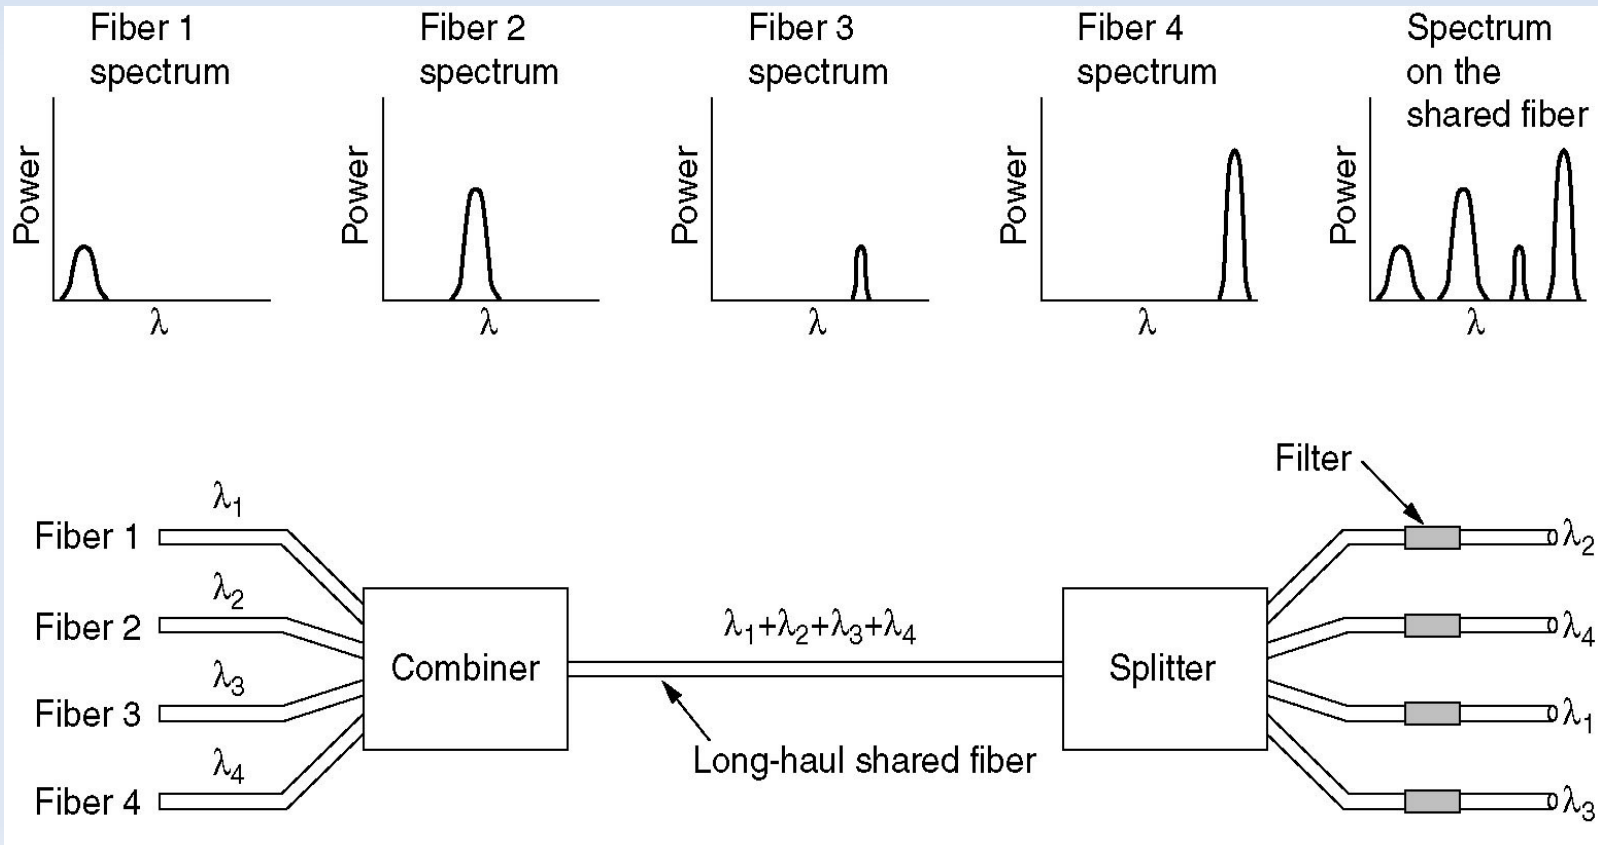 Fiber 1
spectrum
Fiber 2
spectrum
Fiber 3
spectrum
Fiber 4
spectrum
Spectrum
on the
shared fiber
Power
λ
Power
λ
Power
λ
Power
λ
Power
λ
Filter
λ1
Fiber 1
λ2
Fiber 2
λ3
Fiber 3
λ4
Fiber 4
Combiner
λ1+λ2+λ3+λ4
Long-haul shared fiber
Splitter
λ2
λ4
λ1
λ3